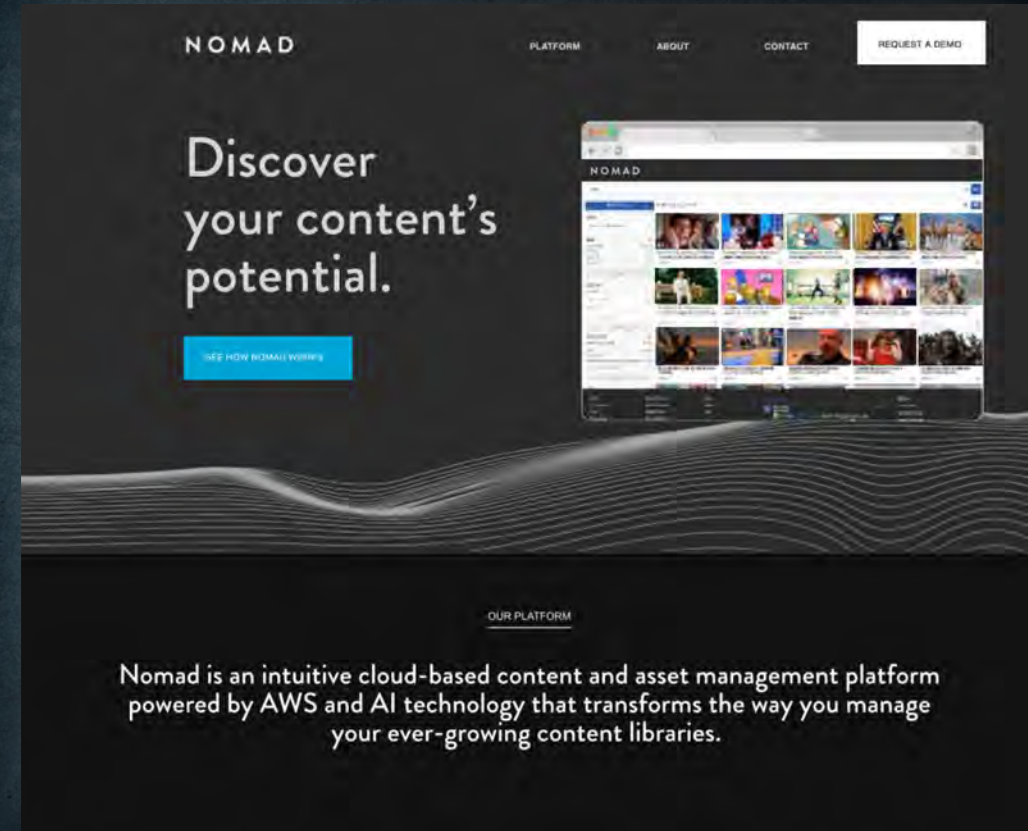 NOMAD
PLATFORM
ABOUT
CONTACT
REQUEST A DEMO
Discover
your content's
potential.
SEE HOW NOMAD WORKS
NOMAD
OUR PLATFORM
Nomad is an intuitive cloud-based content and asset management platform
powered by AWS and AI technology that transforms the way you manage
your ever-growing content libraries.